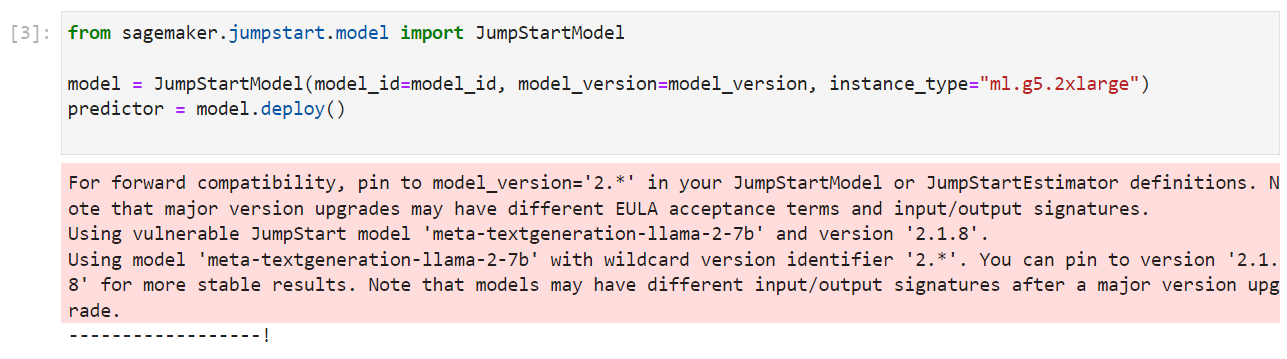 [3]: from sagemaker.jumpstart.model import JumpStartModel
model = JumpStartModel(model_id=model_id, model_version=model_version, instance_type="ml.g5.2xlarge")
predictor = model.deploy()
For forward compatibility, pin to model_version='2.*' in your JumpStartModel or JumpStartEstimator definitions. N
ote that major version upgrades may have different EULA acceptance terms and input/output signatures.
Using vulnerable JumpStart model 'meta-textgeneration-llama-2-7b' and version '2.1.8'.
Using model 'meta-textgeneration-llama-2-7b' with wildcard version identifier '2.*'. You can pin to version '2.1.
8' for more stable results. Note that models may have different input/output signatures after a major version upg
rade.
------------------!